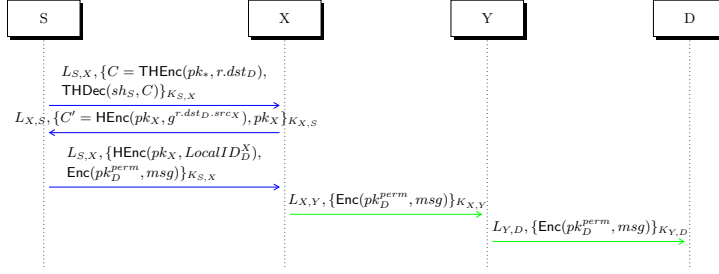 S X Y D
L_{S,X}, {C = THEnc(pk_*, r.dst_D),
THDec(sh_S, C)}_{K_{S,X}}
L_{X,S}, {C′ = HEnc(pk_X, g^{r.dst_D.src_X}), pk_X}_{K_{X,S}}
L_{S,X}, {HEnc(pk_X, LocalID_D^X),
Enc(pk_D^{perm}, msg)}_{K_{S,X}}
L_{X,Y}, {Enc(pk_D^{perm}, msg)}_{K_{X,Y}}
L_{Y,D}, {Enc(pk_D^{perm}, msg)}_{K_{Y,D}}